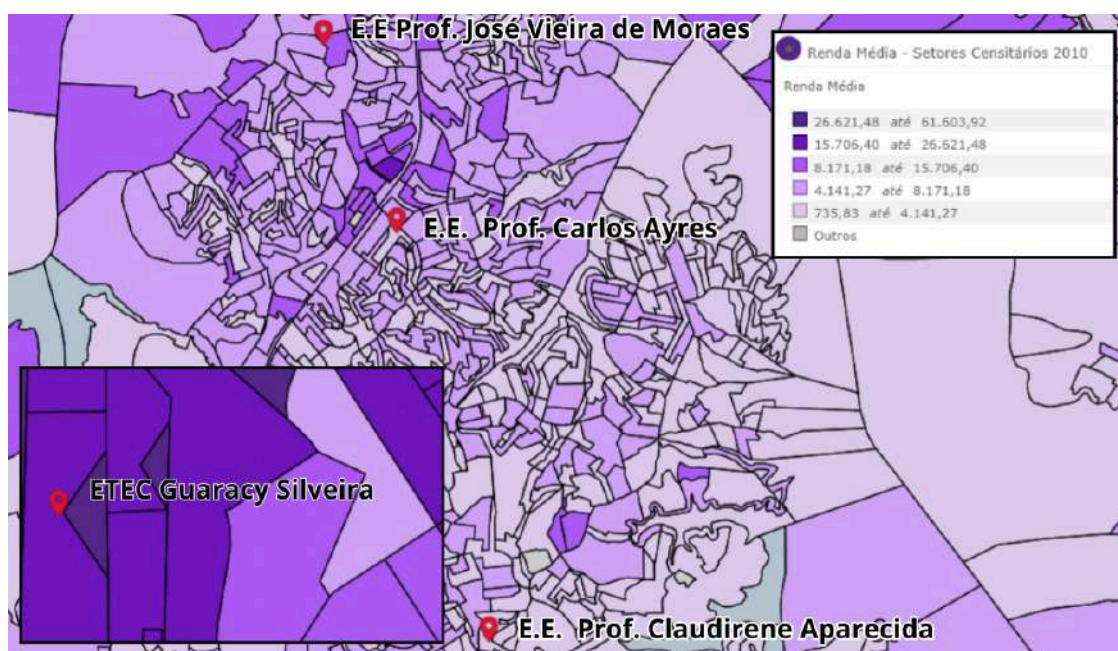 E.E Prof. José Vieira de Moraes
Renda Média - Setores Censitários 2010
Renda Média
26.621,48 até 61.603,92
15.706,40 até 26.621,48
8.171,18 até 15.706,40
4.141,27 até 8.171,18
735,83 até 4.141,27
Outros
E.E. Prof. Carlos Ayres
ETEC Guaracy Silveira
E.E. Prof. Claudirene Aparecida